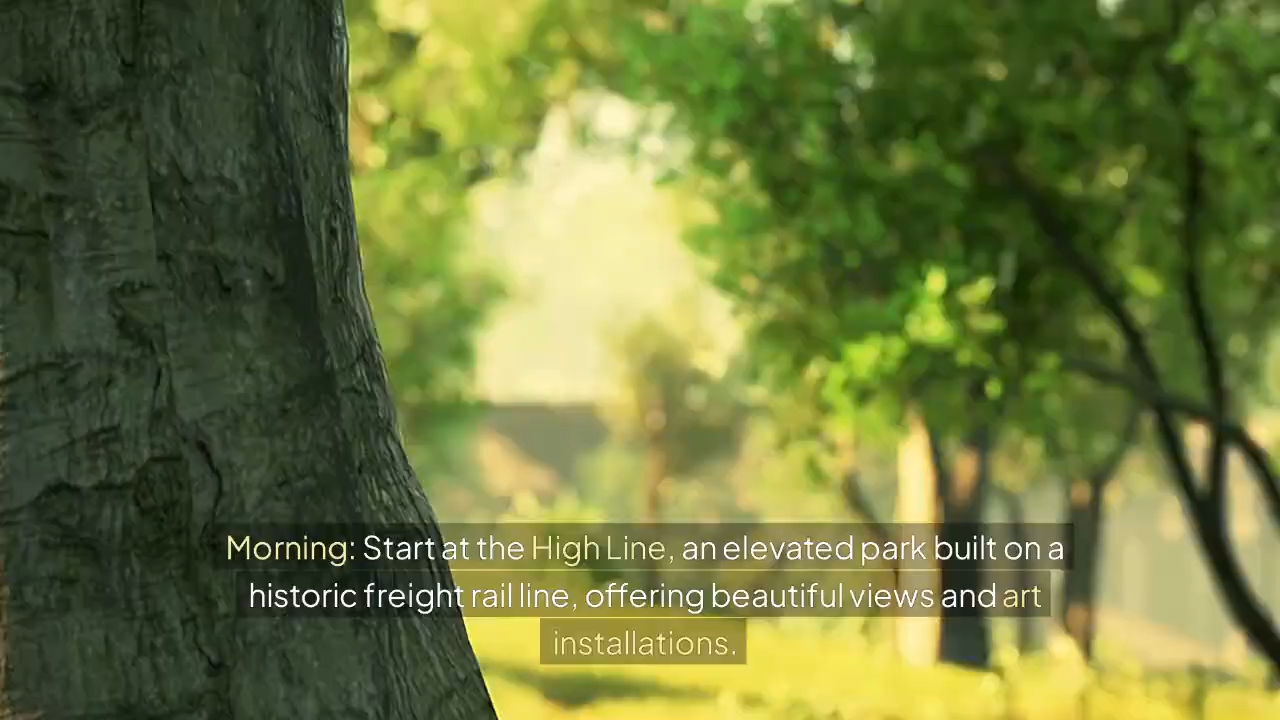 Morning: Start at the High Line, an elevated park built on a
historic freight rail line, offering beautiful views and art
installations.